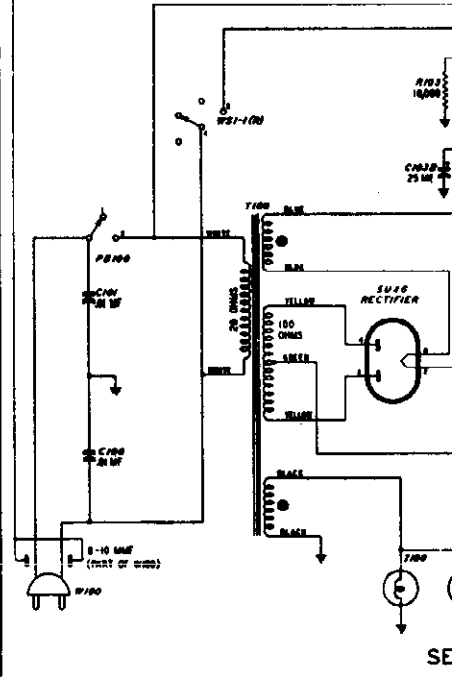 R103
10,000
WS1-1(R)
C103B
25 MF.
T100
BLUE
WHITE
PB100
BLUE
5U4G
RECTIFIER
C101
.01 MF
20 OHMS
YELLOW
100
OHMS
GREEN
WHITE
YELLOW
C100
.01 MF
BLACK
8-10 MMF
(PART OF W100)
BLACK
I100
W100
SE